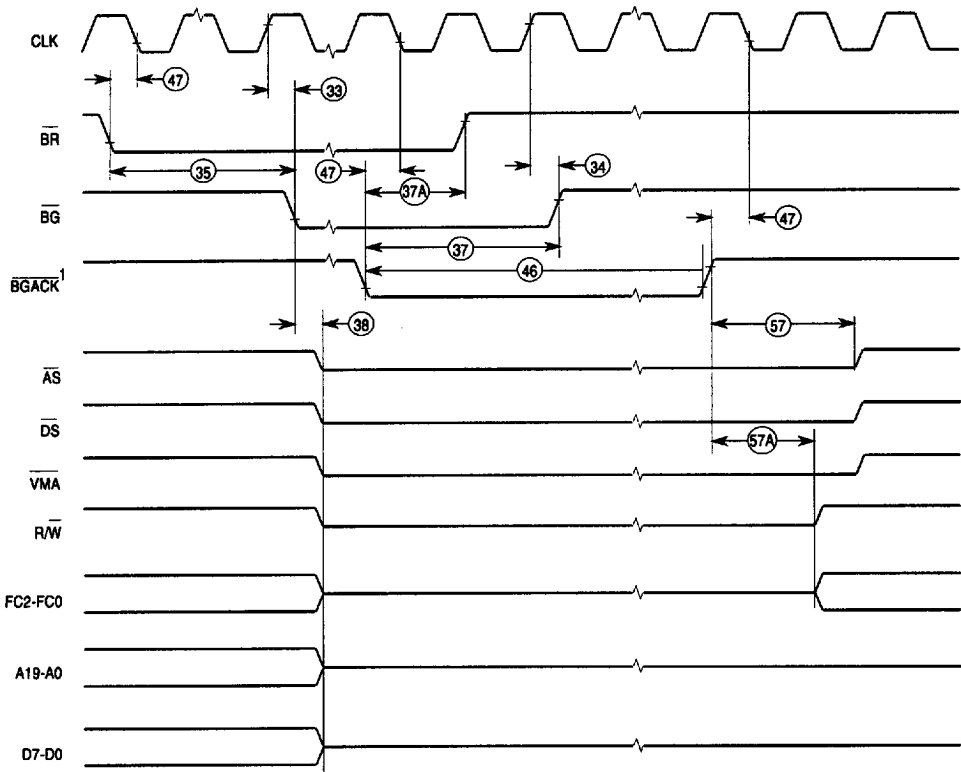 CLK
47
33
BR
35
47
37A
34
BG
37
47
BGACK1
46
38
57
AS
DS
57A
VMA
R/W
FC2-FC0
A19-A0
D7-D0